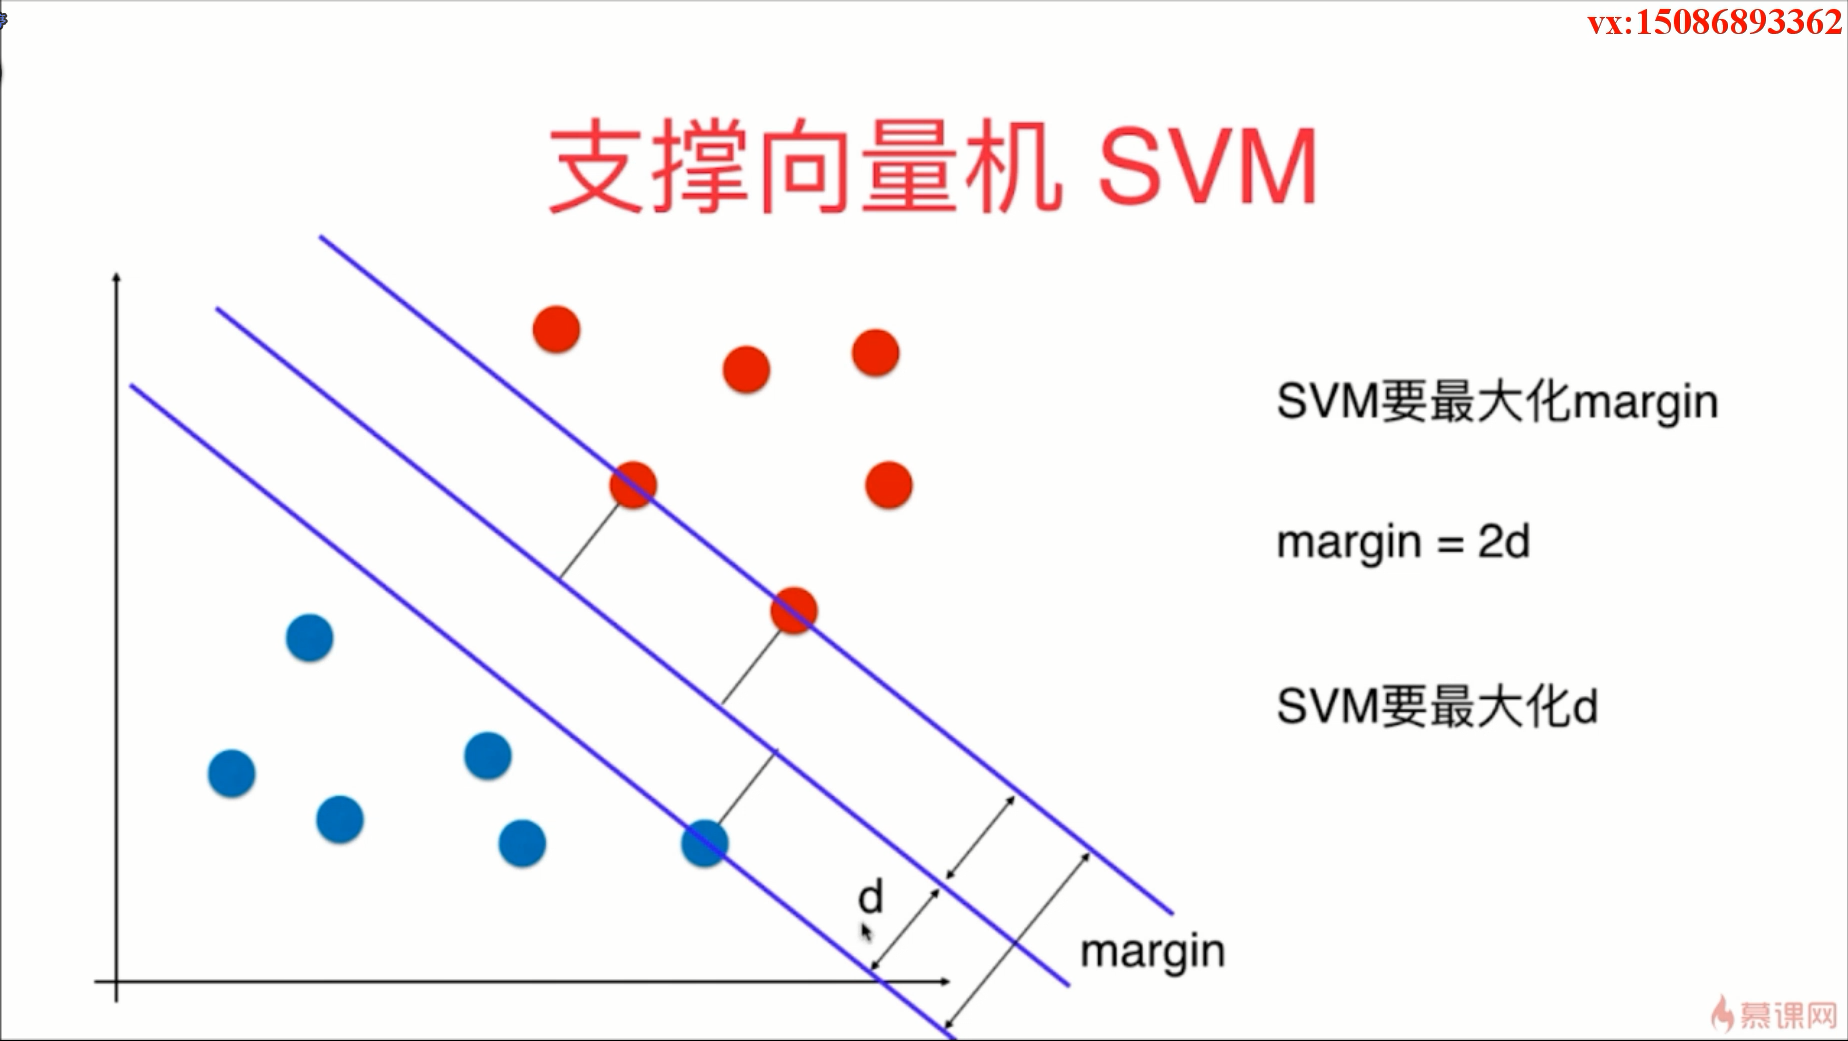 vx:15086893362
支撑向量机 SVM
SVM要最大化margin
margin = 2d
SVM要最大化d
d
margin
慕课网